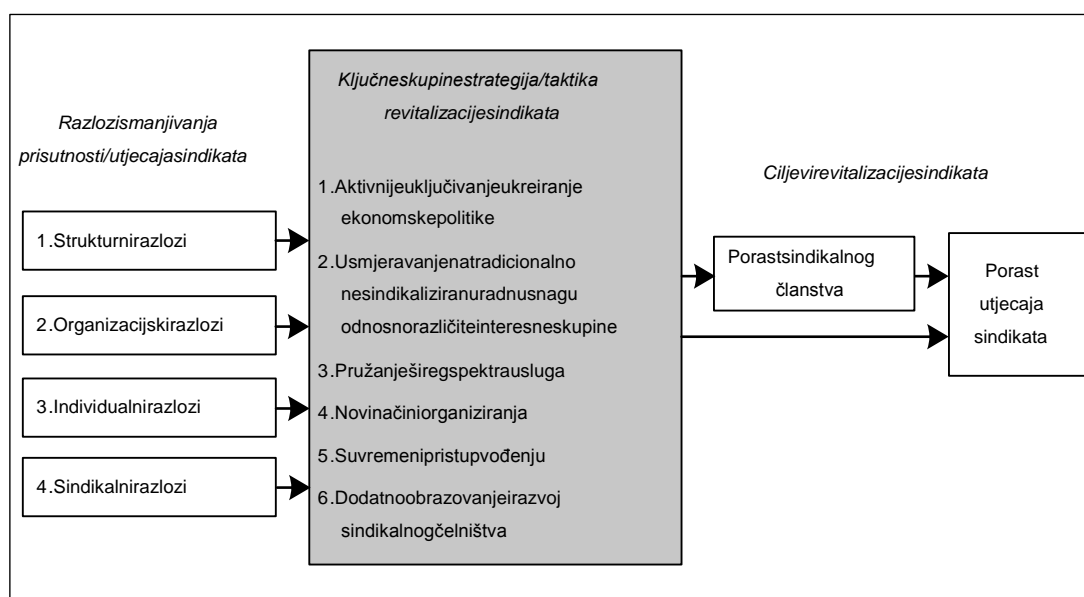 Razlozismanjivanja
prisutnosti/utjecajasindikata
1.Strukturnirazlozi
2.Organizacijskirazlozi
3.Individualnirazlozi
4.Sindikalnirazlozi
Ključneskupinestrategija/taktika
revitalizacijesindikata
1.Aktivnijeuključivanjeukreiranje
ekonomskepolitike
2.Usmjeravanjenatradicionalno
nesindikaliziranuradnusnagu
odnosnorazličiteinteresneskupine
3.Pružanješiregspektrausluga
4.Novinačiniorganiziranja
5.Suvremenipristupvođenju
6.Dodatnoobrazovanjeirazvoj
sindikalnogčelništva
Ciljevirevitalizacijesindikata
Porastsindikalnog
članstva
Porast
utjecaja
sindikata